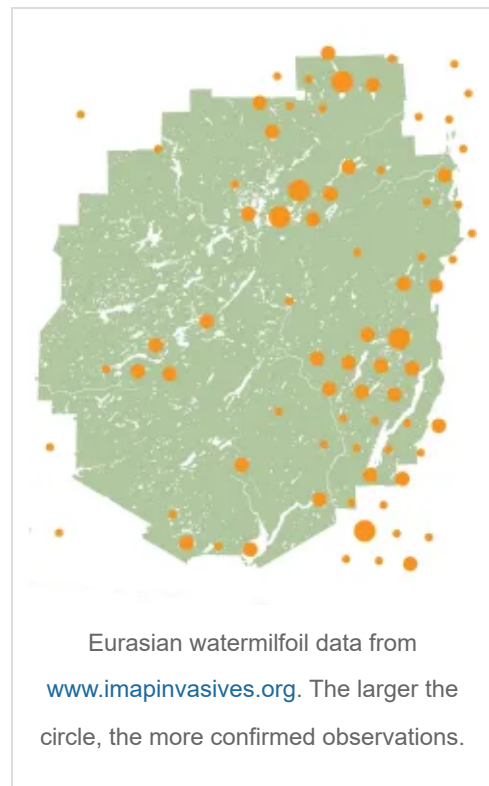 Eurasian watermilfoil data from
www.imapinvasives.org. The larger the
circle, the more confirmed observations.